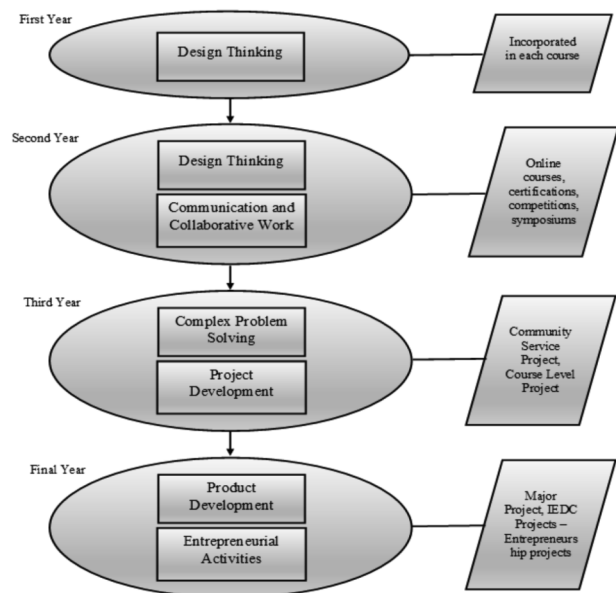 First Year
Design Thinking
Incorporated
in each course
Second Year
Design Thinking
Communication and
Collaborative Work
Online
courses,
certifications,
competitions,
symposiums
Third Year
Complex Problem
Solving
Project
Development
Community
Service
Project,
Course Level
Project
Final Year
Product
Development
Entrepreneurial
Activities
Major
Project, IEDC
Projects –
Entrepreneurs
hip projects